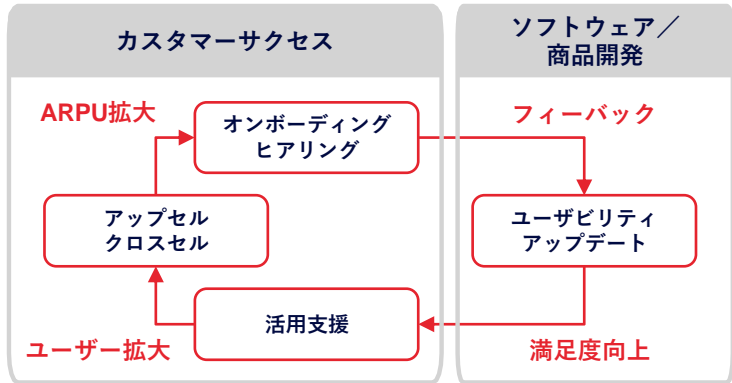 カスタマーサクセス
ソフトウェア／
商品開発
ARPU拡大
オンボーディング
ヒアリング
フィーバック
アップセル
クロスセル
ユーザビリティ
アップデート
活用支援
ユーザー拡大
満足度向上